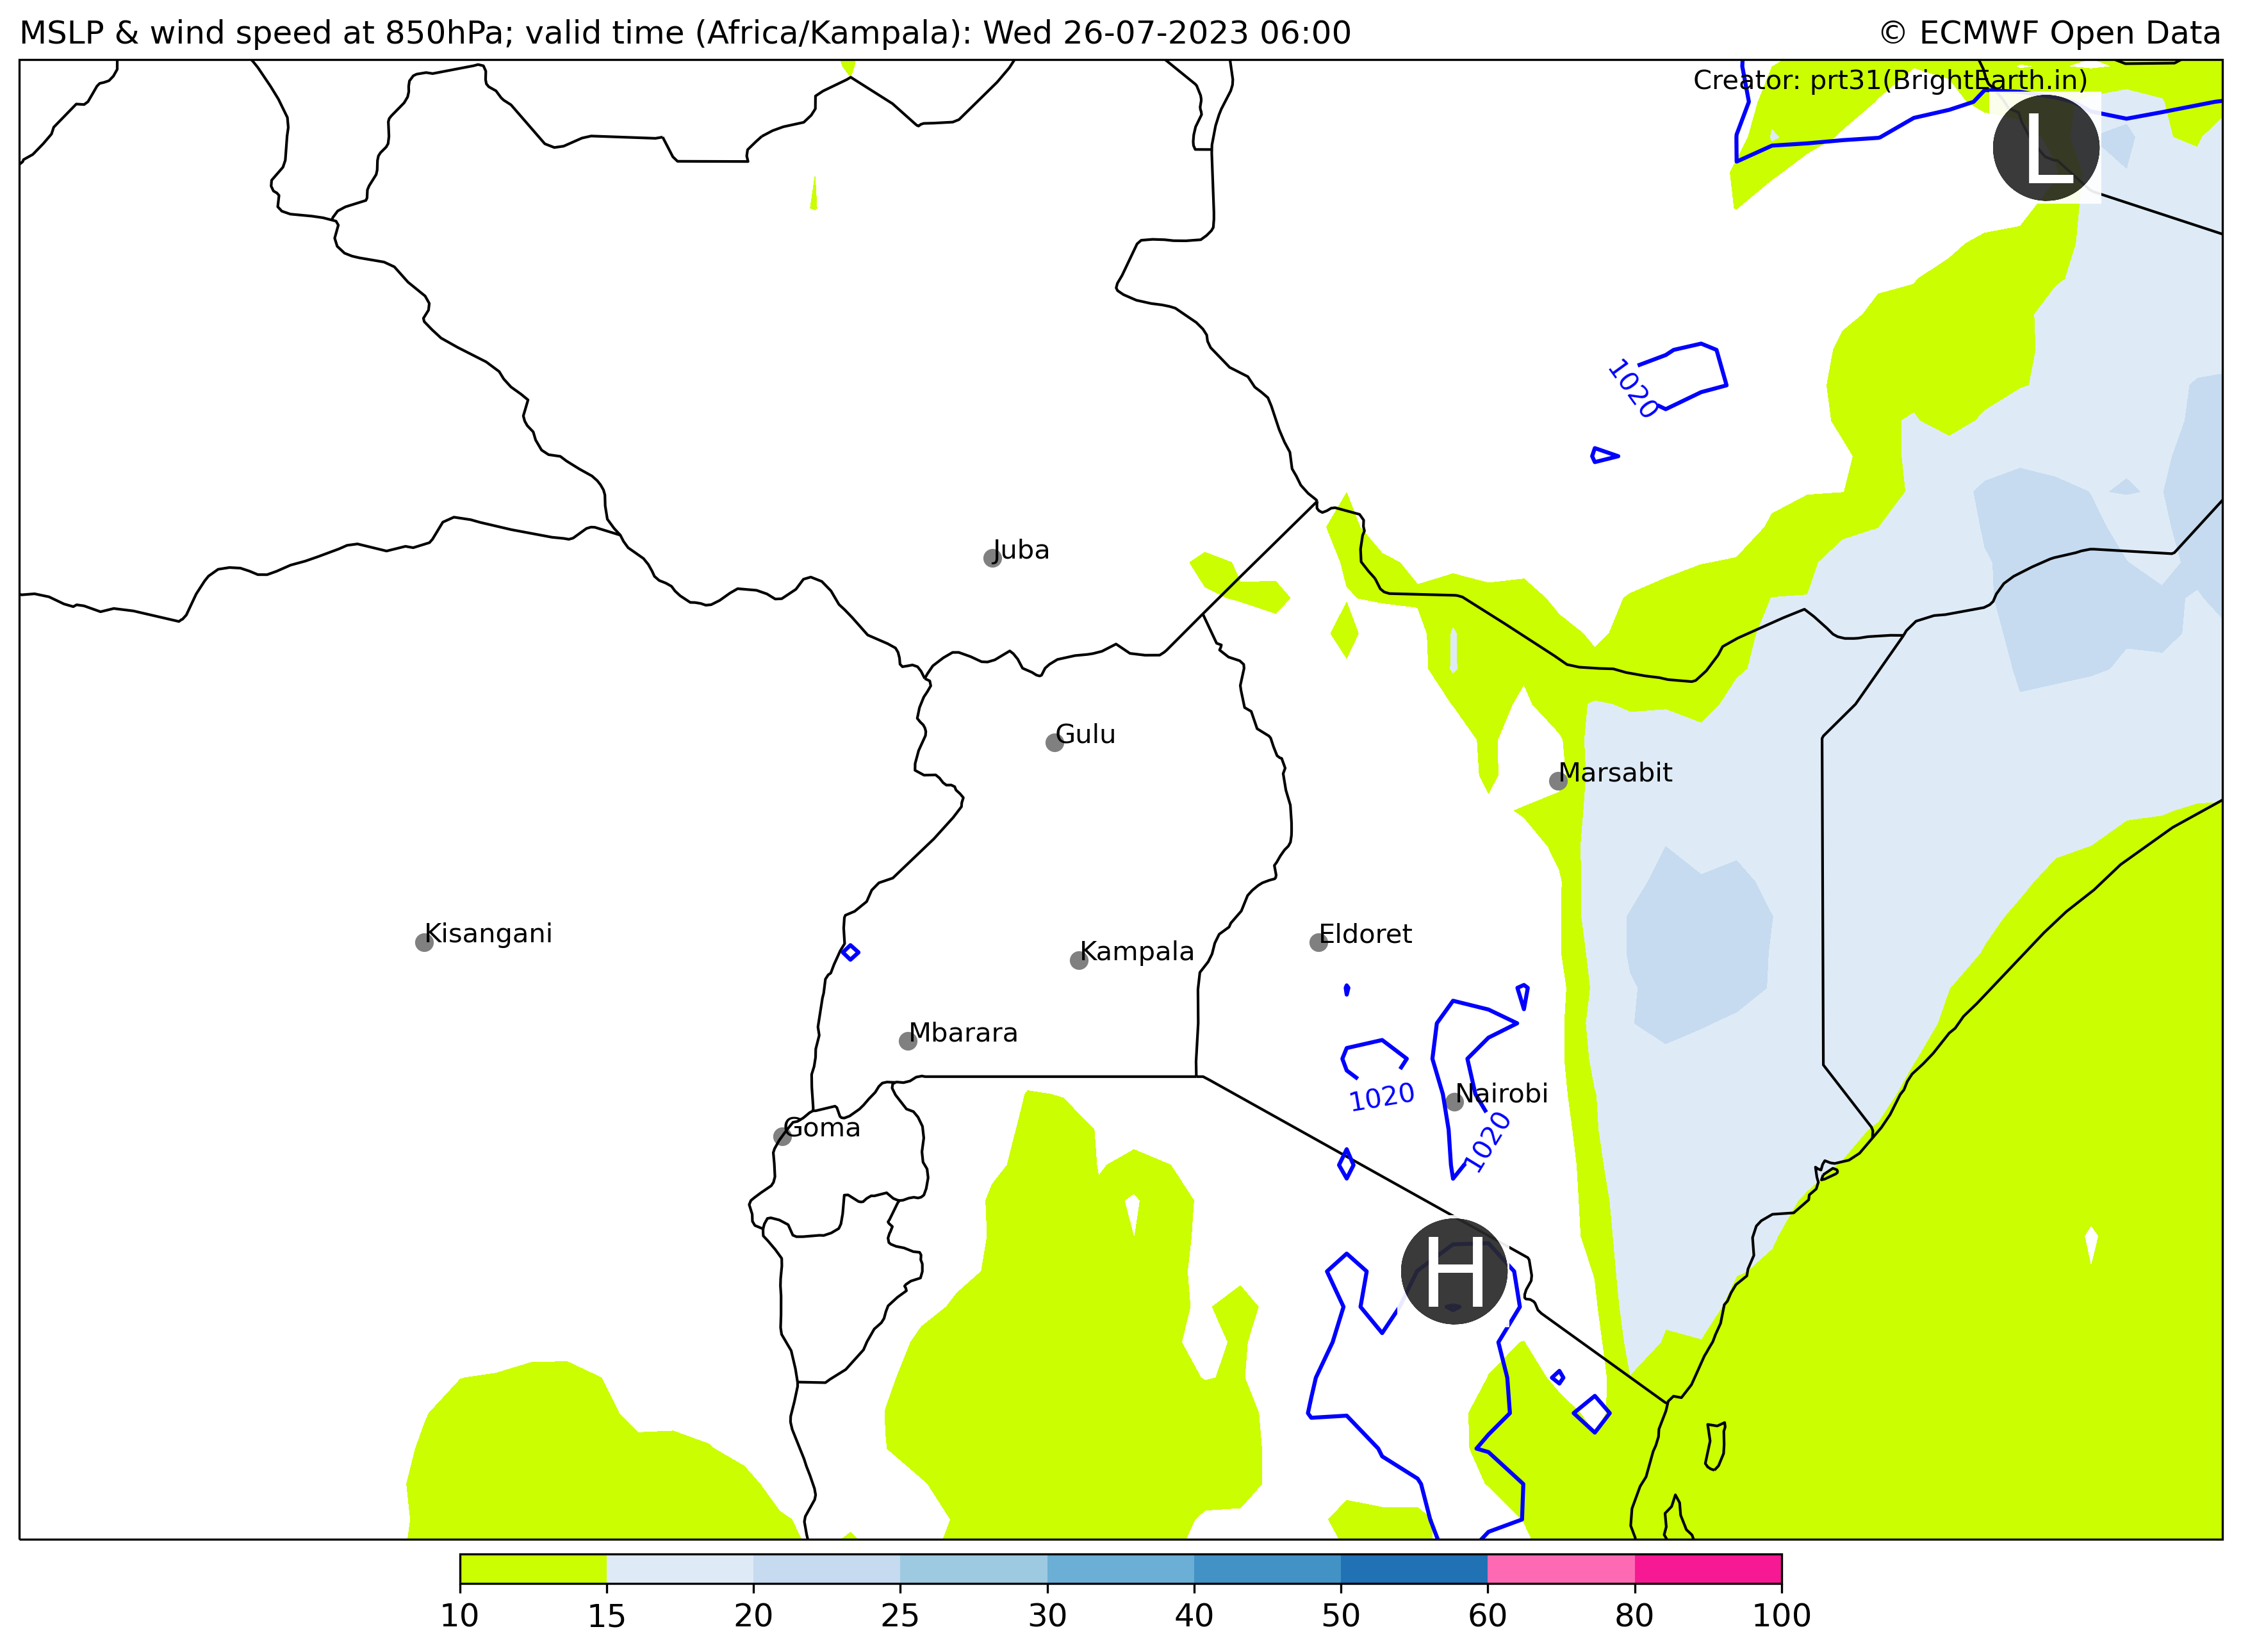 MSLP & wind speed at 850hPa; valid time (Africa/Kampala): Wed 26-07-2023 06:00
© ECMWF Open Data
Creator: prt31(BrightEarth.in)
L
1020
Juba
Gulu
Marsabit
Kisangani
Eldoret
Kampala
Mbarara
1020
Nairobi
Goma
1020
H
10 15 20 25 30 40 50 60 80 100